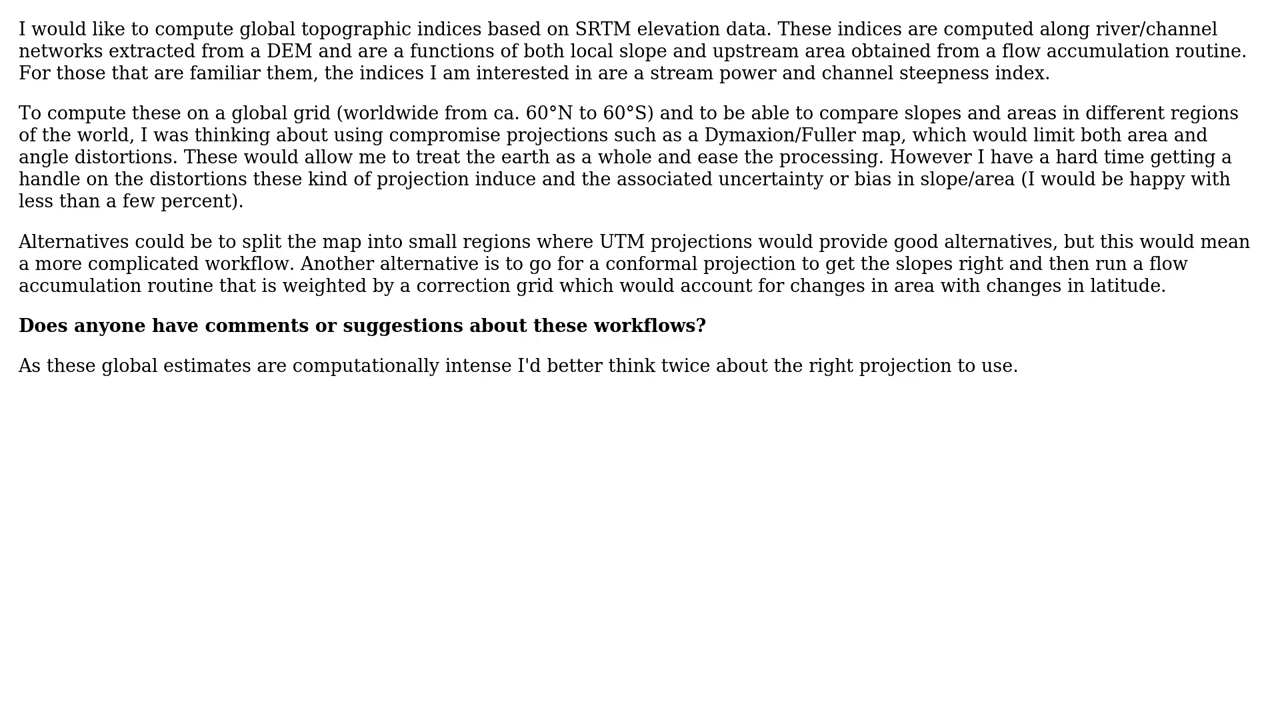 I would like to compute global topographic indices based on SRTM elevation data. These indices are computed along river/channel
networks extracted from a DEM and are a functions of both local slope and upstream area obtained from a flow accumulation routine.
For those that are familiar them, the indices I am interested in are a stream power and channel steepness index.
To compute these on a global grid (worldwide from ca. 60°N to 60°S) and to be able to compare slopes and areas in different regions
of the world, I was thinking about using compromise projections such as a Dymaxion/Fuller map, which would limit both area and
angle distortions. These would allow me to treat the earth as a whole and ease the processing. However I have a hard time getting a
handle on the distortions these kind of projection induce and the associated uncertainty or bias in slope/area (I would be happy with
less than a few percent).
Alternatives could be to split the map into small regions where UTM projections would provide good alternatives, but this would mean
a more complicated workflow. Another alternative is to go for a conformal projection to get the slopes right and then run a flow
accumulation routine that is weighted by a correction grid which would account for changes in area with changes in latitude.
Does anyone have comments or suggestions about these workflows?
As these global estimates are computationally intense I'd better think twice about the right projection to use.